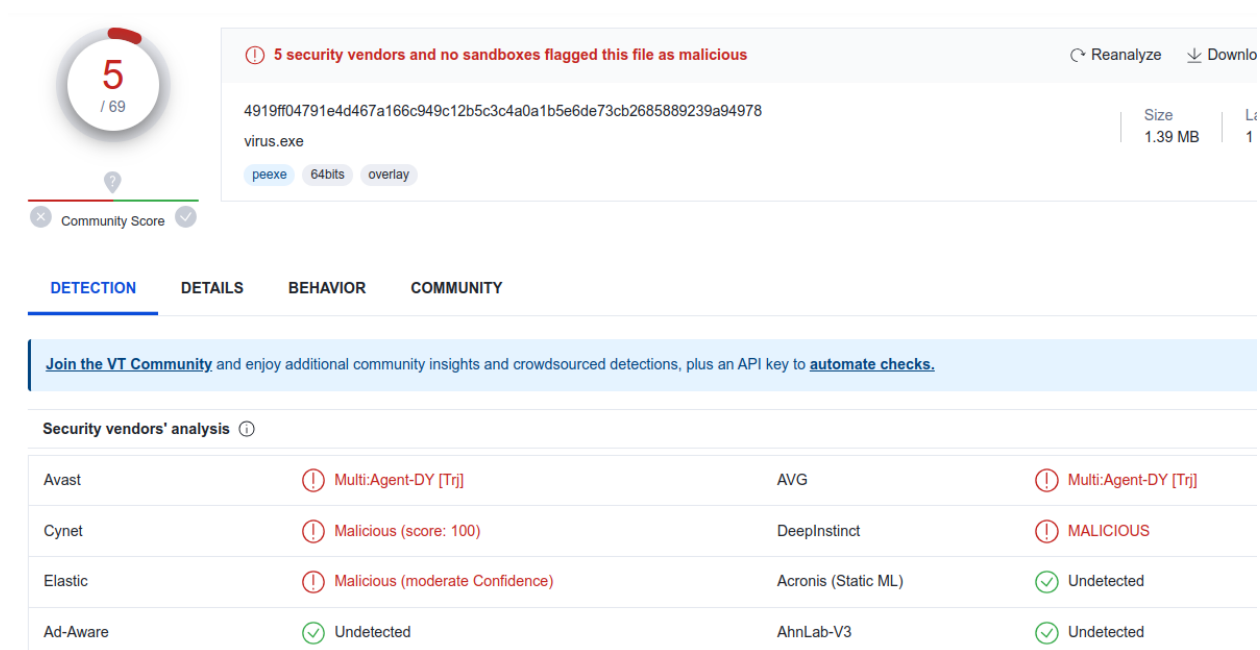 5
/ 69
5 security vendors and no sandboxes flagged this file as malicious
Reanalyze
4919ff04791e4d467a166c949c12b5c3c4a0a1b5e6de73cb2685889239a94978
virus.exe
peexe 64bits overlay
Size
1.39 MB
1
?
Community Score
DETECTION DETAILS BEHAVIOR COMMUNITY
Join the VT Community and enjoy additional community insights and crowdsourced detections, plus an API key to automate checks.
Security vendors' analysis
Avast Multi:Agent-DY [Trj] AVG Multi:Agent-DY [Trj]
Cynet Malicious (score: 100) DeepInstinct MALICIOUS
Elastic Malicious (moderate Confidence) Acronis (Static ML) Undetected
Ad-Aware Undetected AhnLab-V3 Undetected